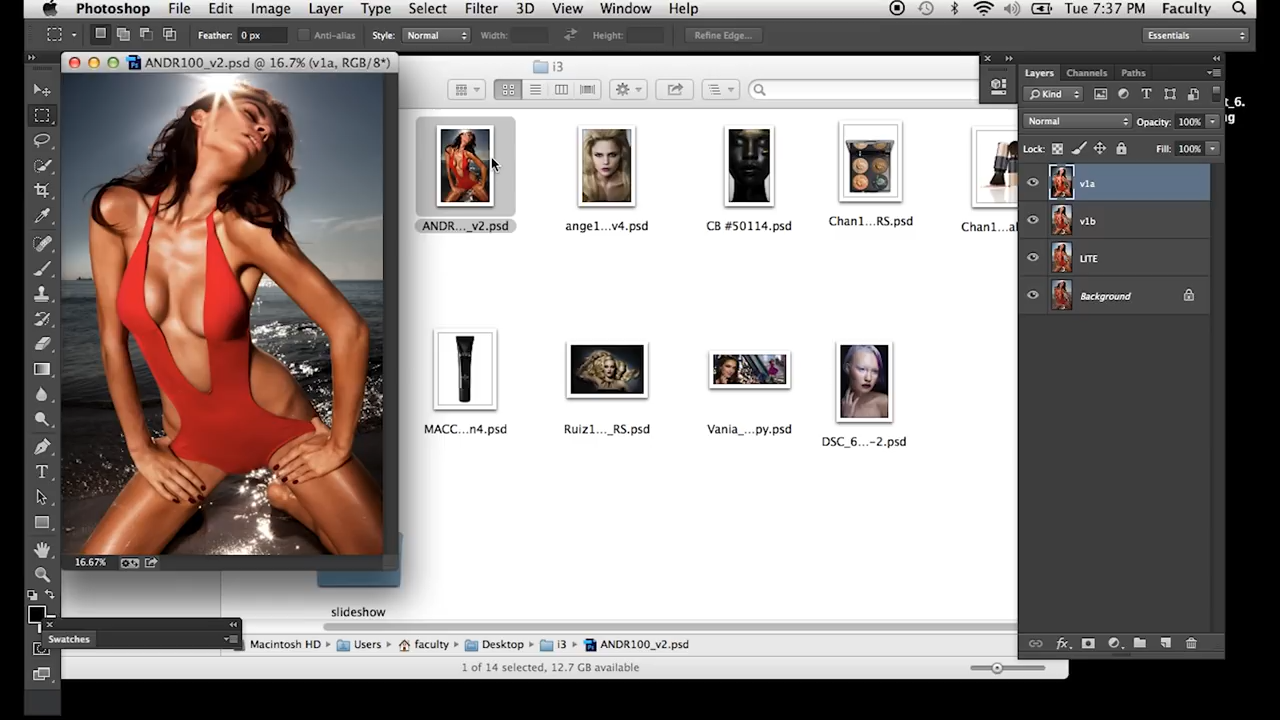 Photoshop File Edit Image Layer Type Select Filter 3D View Window Help Tue 7:37 PM Faculty
Feather: 0 px Anti-alias Style: Normal Width: Height: Refine Edge... Essentials
ANDR100_v2.psd @ 16.7% (v1a, RGB/8*)
i3
Layers Channels Paths
Kind
t_6.
ng
Normal Opacity: 100%
Lock: Fill: 100%
v1a
v1b
LITE
Background
ANDR..._v2.psd ange1...v4.psd CB #50114.psd Chan1...RS.psd
MACC...n4.psd Ruiz1..._RS.psd Vania_...py.psd DSC_6...-2.psd
16.67%
slideshow
Swatches
Macintosh HD Users faculty Desktop i3 ANDR100_v2.psd
1 of 14 selected, 12.7 GB available